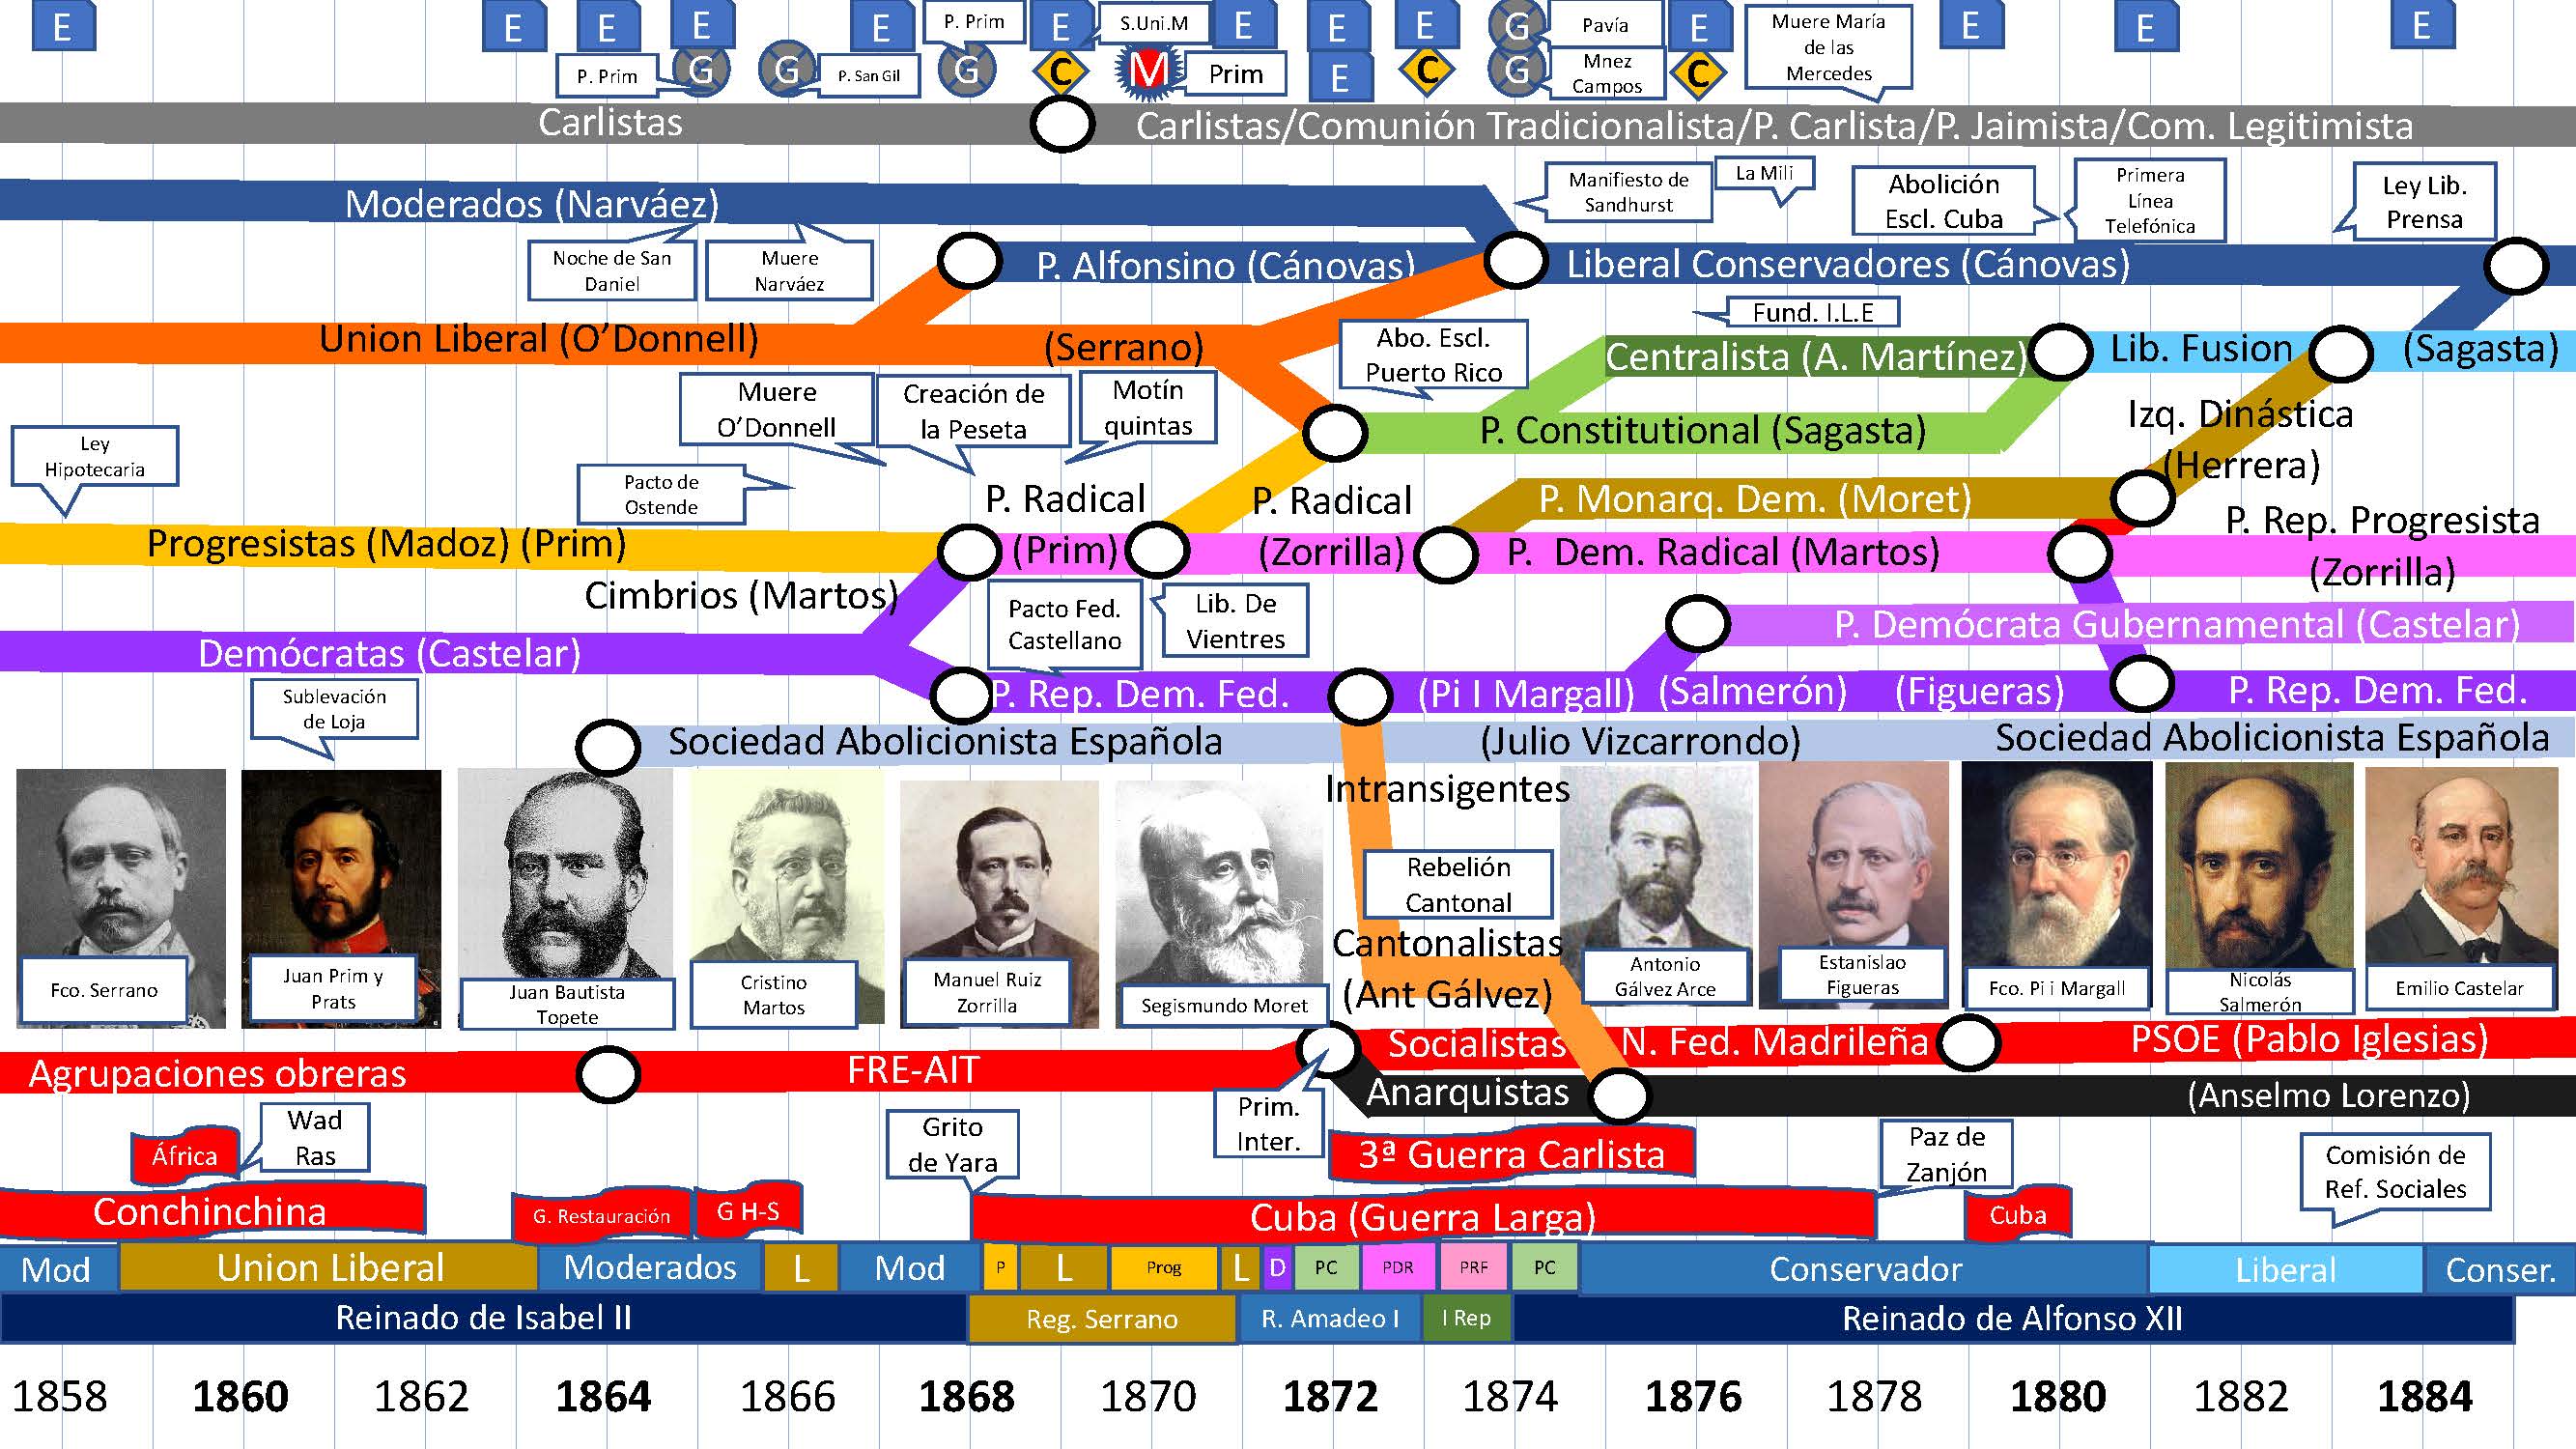 E
E
E
E
E
P. Prim
E
S.Uni.M
E
E
E
G
Pavía
E
Muere María
de las
Mercedes
E
E
E
P. Prim
G
G
P. San Gil
G
C
M
Prim
E
C
G
Mnez
Campos
C
Carlistas
Carlistas/Comunión Tradicionalista/P. Carlista/P. Jaimista/Com. Legitimista
Moderados (Narváez)
Manifiesto de
Sandhurst
La Mili
Abolición
Escl. Cuba
Primera
Línea
Telefónica
Ley Lib.
Prensa
Noche de San
Daniel
Muere
Narváez
P. Alfonsino (Cánovas)
Liberal Conservadores (Cánovas)
Union Liberal (O’Donnell)
(Serrano)
Abo. Escl.
Puerto Rico
Fund. I.L.E
Centralista (A. Martínez)
Lib. Fusion
(Sagasta)
Muere
O’Donnell
Creación de
la Peseta
Motín
quintas
P. Constitutional (Sagasta)
Izq. Dinástica
(Herrera)
Ley
Hipotecaria
Pacto de
Ostende
P. Radical
(Prim)
P. Radical
(Zorrilla)
P. Monarq. Dem. (Moret)
P. Rep. Progresista
(Zorrilla)
Progresistas (Madoz) (Prim)
P. Dem. Radical (Martos)
Cimbrios (Martos)
Pacto Fed.
Castellano
Lib. De
Vientres
P. Demócrata Gubernamental (Castelar)
Demócratas (Castelar)
P. Rep. Dem. Fed.
(Pi I Margall)
(Salmerón)
(Figueras)
P. Rep. Dem. Fed.
Sublevación
de Loja
Sociedad Abolicionista Española
(Julio Vizcarrondo)
Sociedad Abolicionista Española
Intransigentes
Rebelión
Cantonal
Cantonalistas
(Ant Gálvez)
Fco. Serrano
Juan Prim y
Prats
Juan Bautista
Topete
Cristino
Martos
Manuel Ruiz
Zorrilla
Segismundo Moret
Antonio
Gálvez Arce
Estanislao
Figueras
Fco. Pi i Margall
Nicolás
Salmerón
Emilio Castelar
Agrupaciones obreras
FRE-AIT
Socialistas
N. Fed. Madrileña
PSOE (Pablo Iglesias)
Anarquistas
(Anselmo Lorenzo)
África
Wad
Ras
Grito
de Yara
Prim.
Inter.
3ª Guerra Carlista
Paz de
Zanjón
Comisión de
Ref. Sociales
Conchinchina
G. Restauración
G H-S
Cuba (Guerra Larga)
Cuba
Mod
Union Liberal
Moderados
L
Mod
P
L
Prog
L
D
PC
PDR
PRF
PC
Conservador
Liberal
Conser.
Reinado de Isabel II
Reg. Serrano
R. Amadeo I
I Rep
Reinado de Alfonso XII
1858
1860
1862
1864
1866
1868
1870
1872
1874
1876
1878
1880
1882
1884